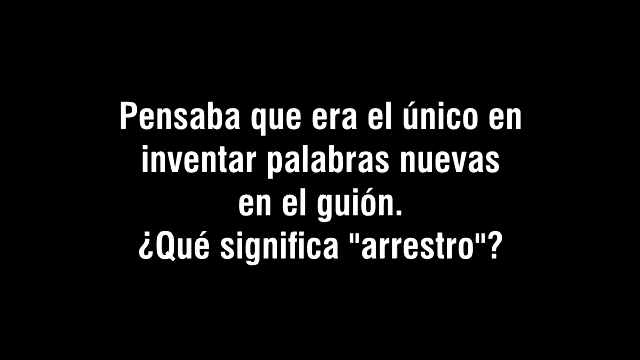 Pensaba que era el único en
inventar palabras nuevas
en el guión.
¿Qué significa "arrestro"?